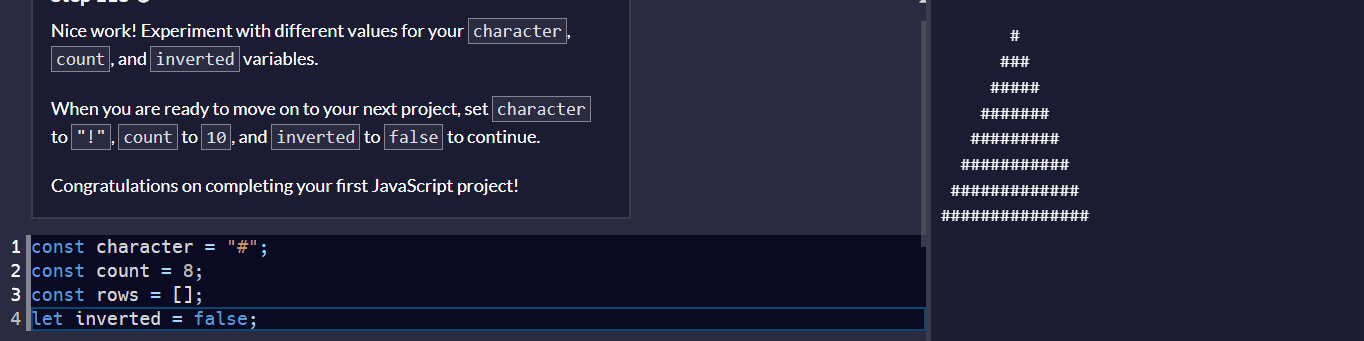 Nice work! Experiment with different values for your character,
count, and inverted variables.
When you are ready to move on to your next project, set character
to "!", count to 10, and inverted to false to continue.
Congratulations on completing your first JavaScript project!
1 const character = "#";
2 const count = 8;
3 const rows = [];
4 let inverted = false;
#
###
#####
#######
#########
###########
#############
###############